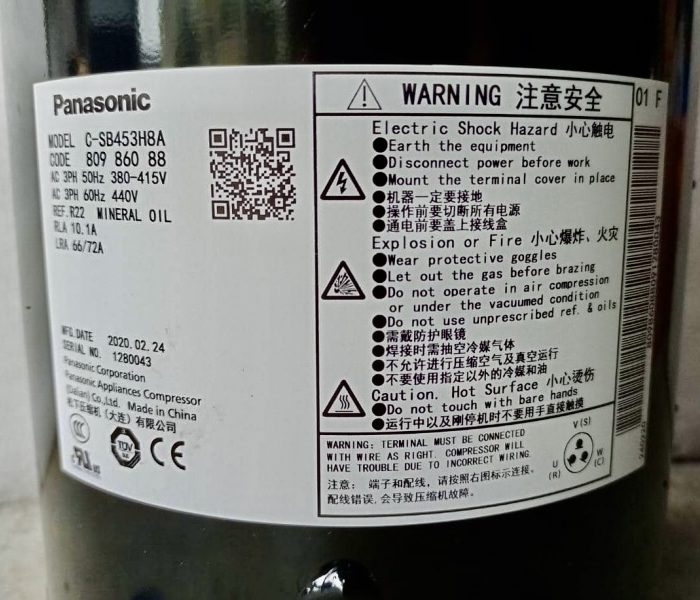 Panasonic
MODEL C-SB453H8A
CODE 809 860 88
AC 3PH 50Hz 380-415V
AC 3PH 60Hz 440V
REF.R22 MINERAL OIL
RLA 10.1A
LRA 66/72A
MFG.DATE 2020.02.24
SERIAL NO. 1280043
Panasonic Corporation
Panasonic Appliances Compressor
(Dalian) Co.,Ltd. Made in China
松下压缩机（大连）有限公司
CCC
TÜV
CE
WARNING 注意安全
Electric Shock Hazard 小心触电
●Earth the equipment
●Disconnect power before work
●Mount the terminal cover in place
●机器一定要接地
●操作前要切断所有电源
●通电前要盖上接线盒
Explosion or Fire 小心爆炸、火灾
●Wear protective goggles
●Let out the gas before brazing
●Do not operate in air compression
or under the vacuumed condition
●Do not use unprescribed ref. & oils
●需戴防护眼镜
●焊接时需抽空冷媒气体
●不允许进行压缩空气及真空运行
●不要使用指定以外的冷媒和油
Caution. Hot Surface 小心烫伤
●Do not touch with bare hands
●运行中以及刚停机时不要用手直接触摸
WARNING: TERMINAL MUST BE CONNECTED
WITH WIRE AS RIGHT. COMPRESSOR WILL
HAVE TROUBLE DUE TO INCORRECT WIRING.
注意： 端子和配线，请按照右图标示连接。
配线错误，会导致压缩机故障。
V(S)
U
(R)
W
(C)
01 F